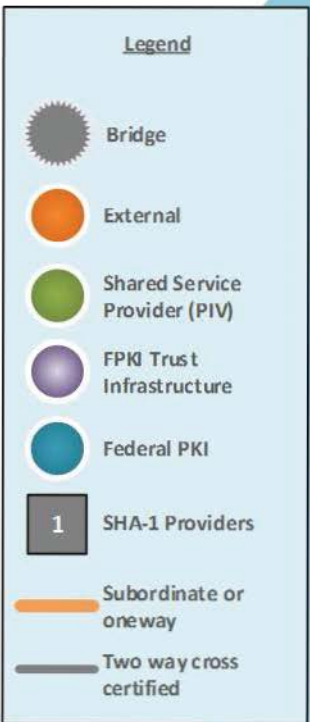 Legend
Bridge
External
Shared Service
Provider (PIV)
FPKI Trust
Infrastructure
Federal PKI
1 SHA-1 Providers
Subordinate or
oneway
Two way cross
certified